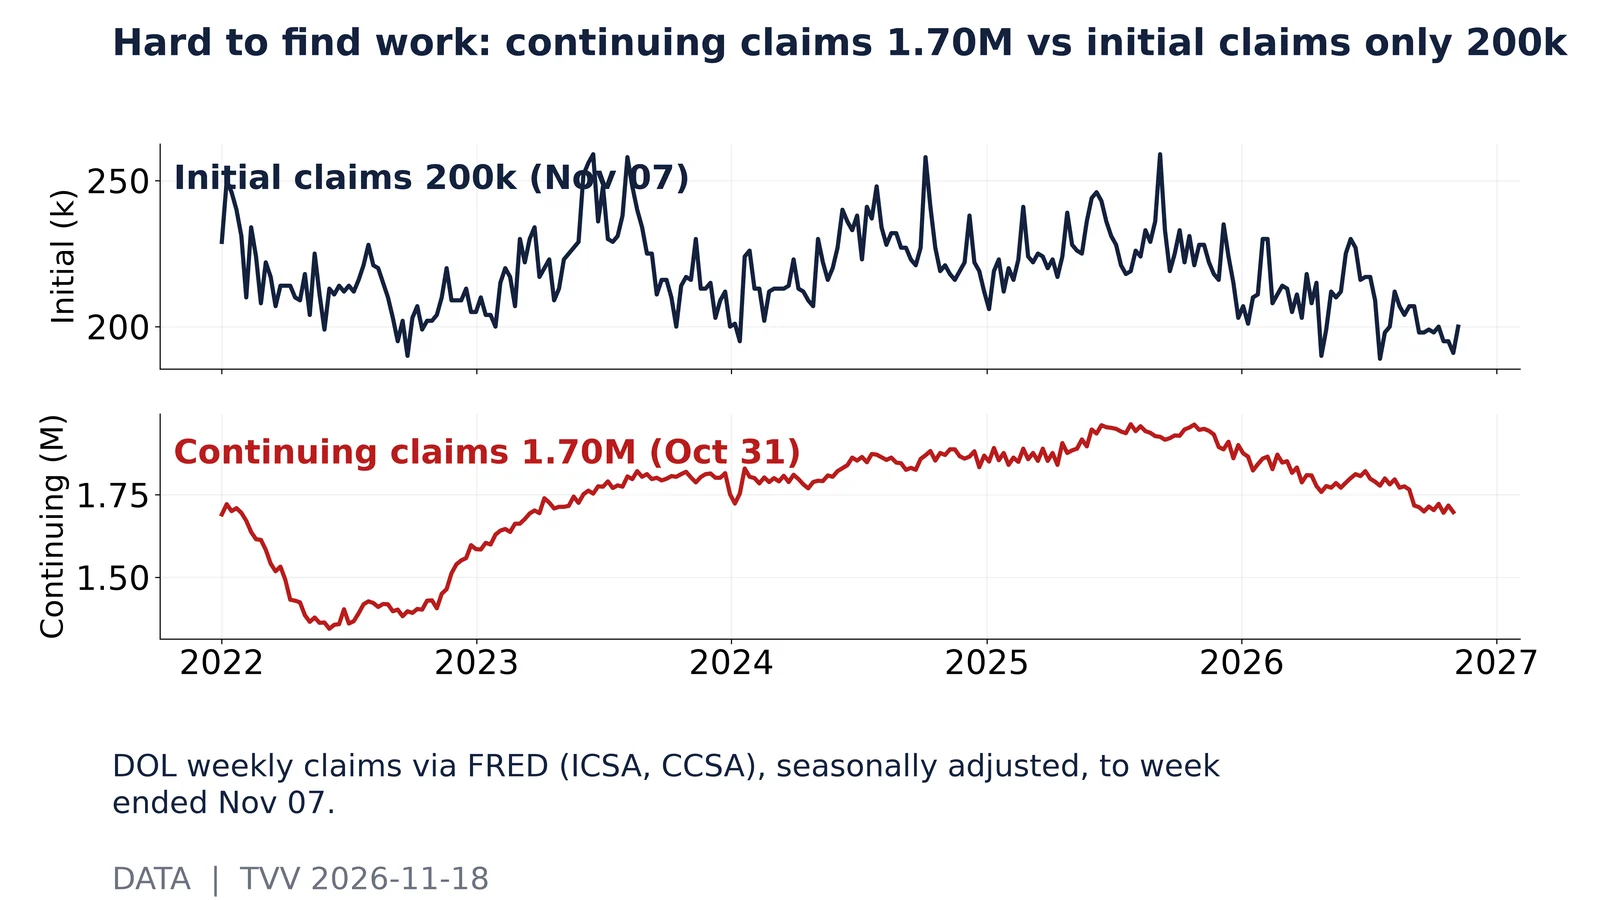 Hard to find work: continuing claims 1.70M vs initial claims only 200k
Initial claims 200k (Nov 07)
Initial (k)
250
200
Continuing claims 1.70M (Oct 31)
Continuing (M)
1.75
1.50
2022 2023 2024 2025 2026 2027
DOL weekly claims via FRED (ICSA, CCSA), seasonally adjusted, to week
ended Nov 07.
DATA | TVV 2026-11-18